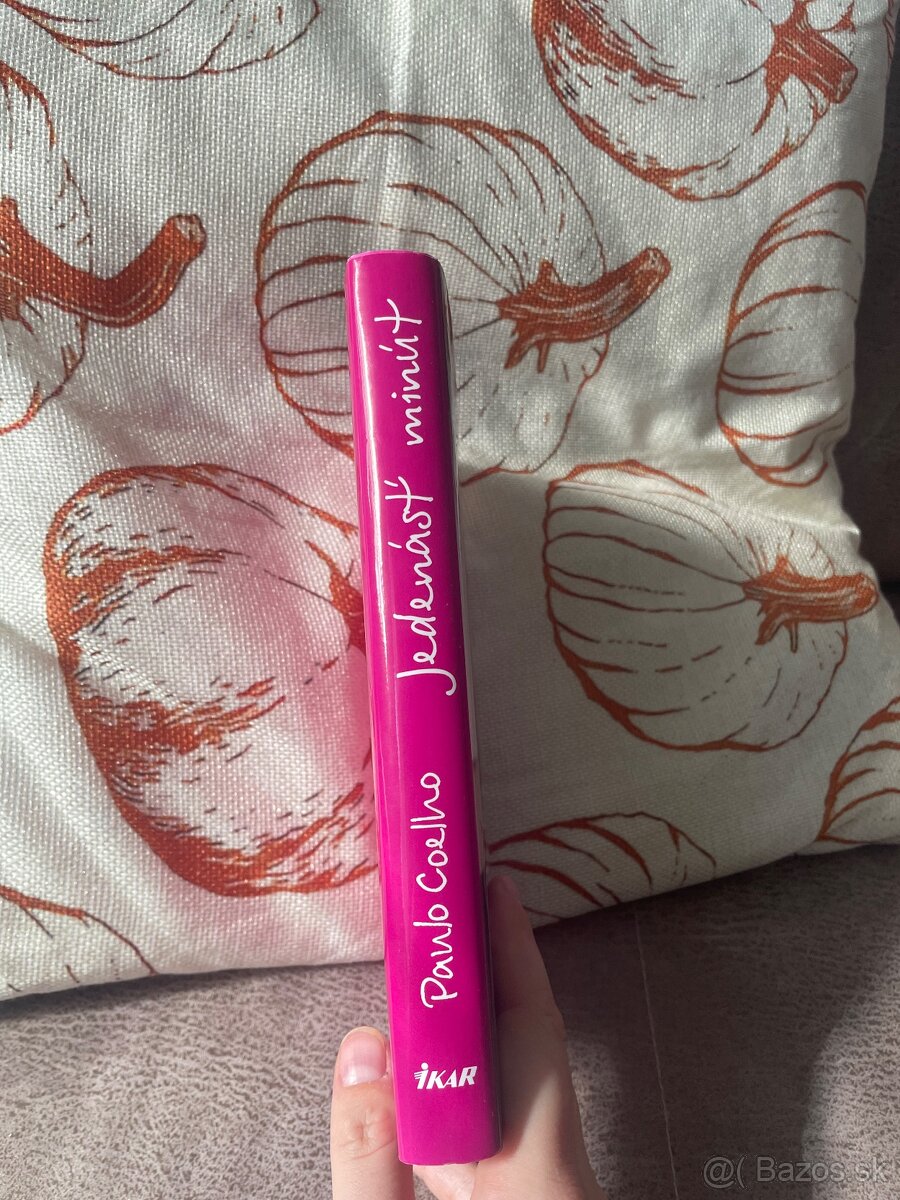 Paulo Coelho Jedenásť minút
IKAR
@( Bazos.sk